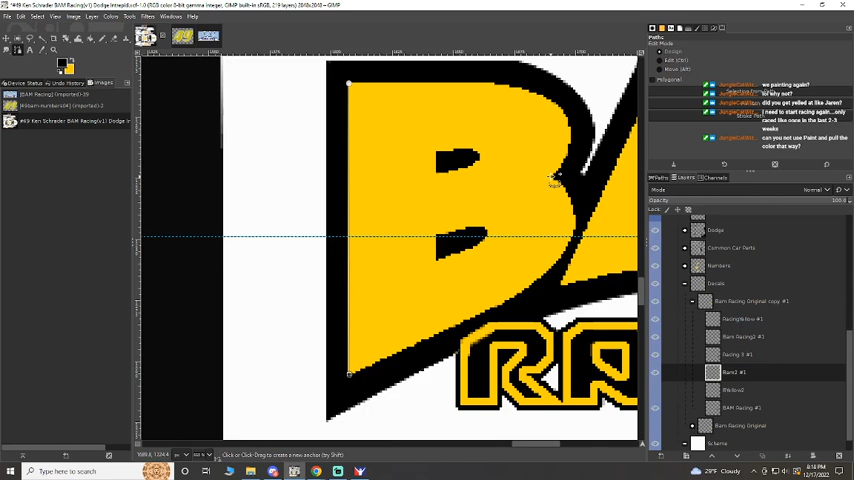 *#49 Ken Schrader BAM Racing(v1) Dodge Intrepid.xcf-1.0 (RGB color 8-bit gamma integer, GIMP built-in sRGB, 219 layers) 2048x2048 – GIMP
File Edit Select View Image Layer Colors Tools Filters Windows Help
Paths
Edit Mode
Design
Edit (Ctrl)
Move (Alt)
Polygonal
we painting again?
lol why not?
did you get yelled at like Jaren?
I need to start racing again...only
raced like once in the last 2-3
weeks
can you not use Paint and pull the
color that way?
Stroke Path
Device Status Undo History Images
[BAM Racing] (imported)-39
[49bam-numbers04] (imported)-2
#49 Ken Schrader BAM Racing(v1) Dodge In
Paths Layers Channels
Mode Normal
Opacity 100.0
Lock:
Dodge
Common Car Parts
Numbers
Decals
Bam Racing Original copy #1
RacingYellow #1
Bam Racing2 #1
Racing 3 #1
Bam2 #1
BYellow2
BAM Racing #1
Bam Racing Original
Scheme
B
RA
px
Click or Click-Drag to create a new anchor (try Shift)
Type here to search
29°F Cloudy
8:18 PM
12/17/2022